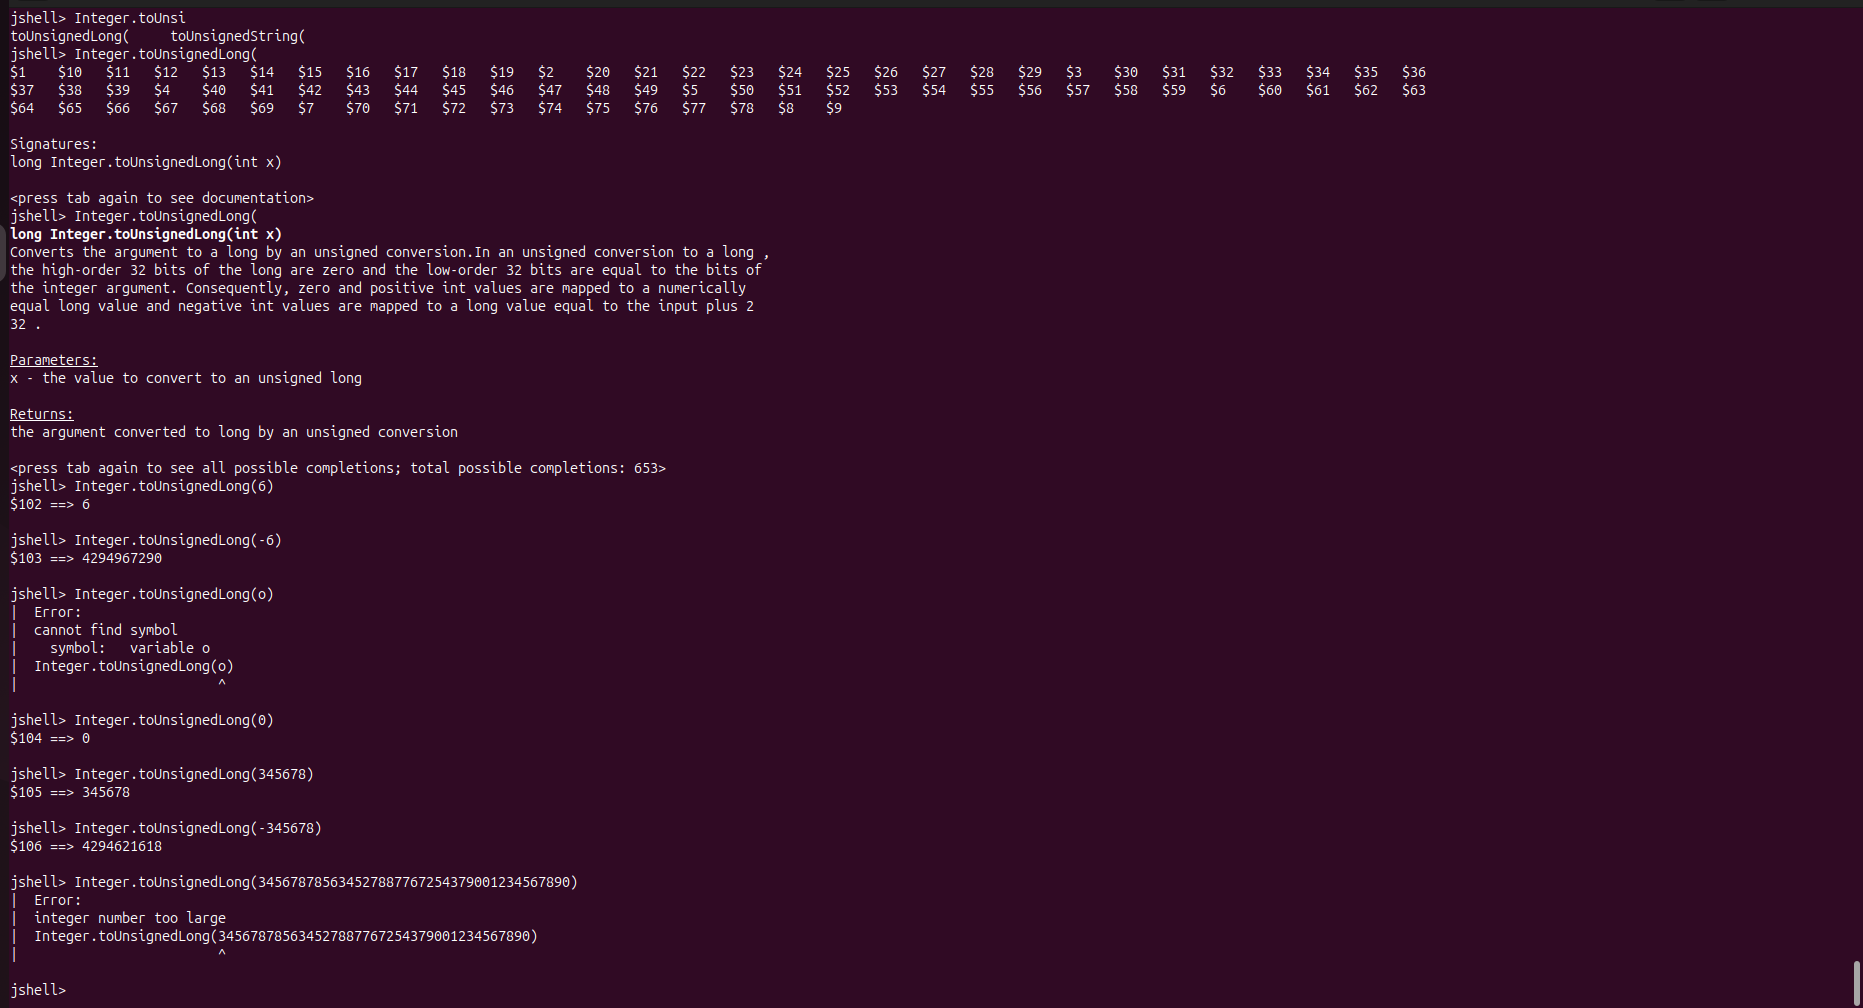 jshell> Integer.toUnsi
toUnsignedLong(     toUnsignedString(
jshell> Integer.toUnsignedLong(
$1    $10   $11   $12   $13   $14   $15   $16   $17   $18   $19   $2    $20   $21   $22   $23   $24   $25   $26   $27   $28   $29   $3    $30   $31   $32   $33   $34   $35   $36
$37   $38   $39   $4    $40   $41   $42   $43   $44   $45   $46   $47   $48   $49   $5    $50   $51   $52   $53   $54   $55   $56   $57   $58   $59   $6    $60   $61   $62   $63
$64   $65   $66   $67   $68   $69   $7    $70   $71   $72   $73   $74   $75   $76   $77   $78   $8    $9
Signatures:
long Integer.toUnsignedLong(int x)
<press tab again to see documentation>
jshell> Integer.toUnsignedLong(
long Integer.toUnsignedLong(int x)
Converts the argument to a long by an unsigned conversion.In an unsigned conversion to a long ,
the high-order 32 bits of the long are zero and the low-order 32 bits are equal to the bits of
the integer argument. Consequently, zero and positive int values are mapped to a numerically
equal long value and negative int values are mapped to a long value equal to the input plus 2
32 .
Parameters:
x - the value to convert to an unsigned long
Returns:
the argument converted to long by an unsigned conversion
<press tab again to see all possible completions; total possible completions: 653>
jshell> Integer.toUnsignedLong(6)
$102 ==> 6
jshell> Integer.toUnsignedLong(-6)
$103 ==> 4294967290
jshell> Integer.toUnsignedLong(o)
|  Error:
|  cannot find symbol
|    symbol:   variable o
|  Integer.toUnsignedLong(o)
|                         ^
jshell> Integer.toUnsignedLong(0)
$104 ==> 0
jshell> Integer.toUnsignedLong(345678)
$105 ==> 345678
jshell> Integer.toUnsignedLong(-345678)
$106 ==> 4294621618
jshell> Integer.toUnsignedLong(345678785634527887767254379001234567890)
|  Error:
|  integer number too large
|  Integer.toUnsignedLong(345678785634527887767254379001234567890)
|                         ^
jshell>